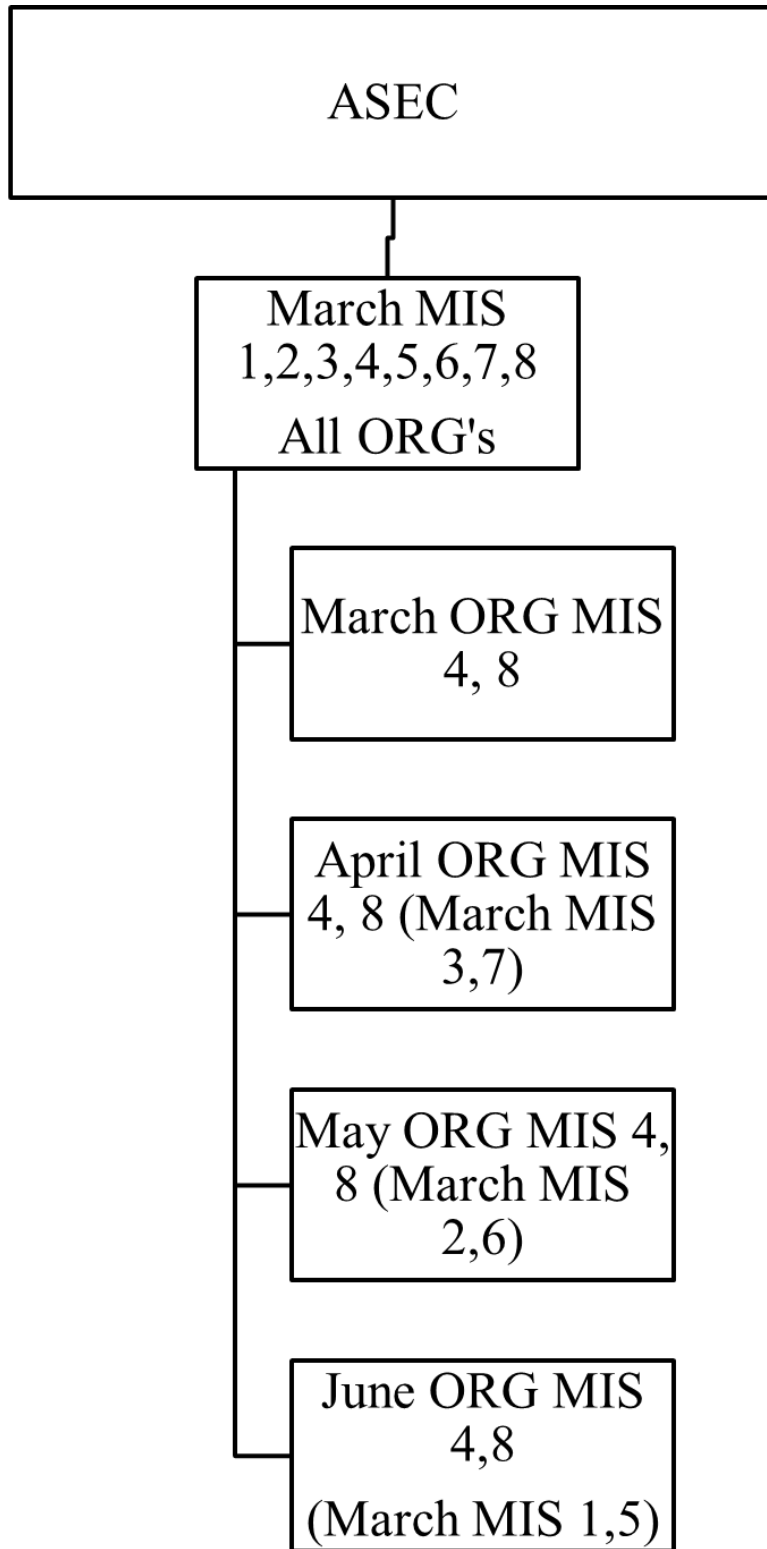 ASEC
March MIS
1,2,3,4,5,6,7,8
All ORG's
March ORG MIS
4, 8
April ORG MIS
4, 8 (March MIS
3,7)
May ORG MIS 4,
8 (March MIS
2,6)
June ORG MIS
4,8
(March MIS 1,5)